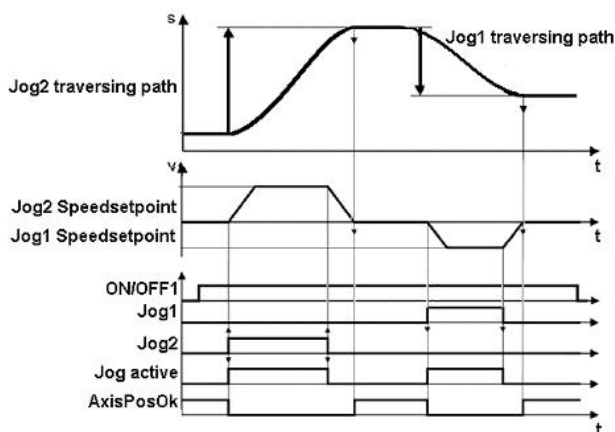 s
Jog1 traversing path
Jog2 traversing path
t
v
Jog2 Speedsetpoint
Jog1 Speedsetpoint
t
ON/OFF1
Jog1
Jog2
Jog active
AxisPosOk
t